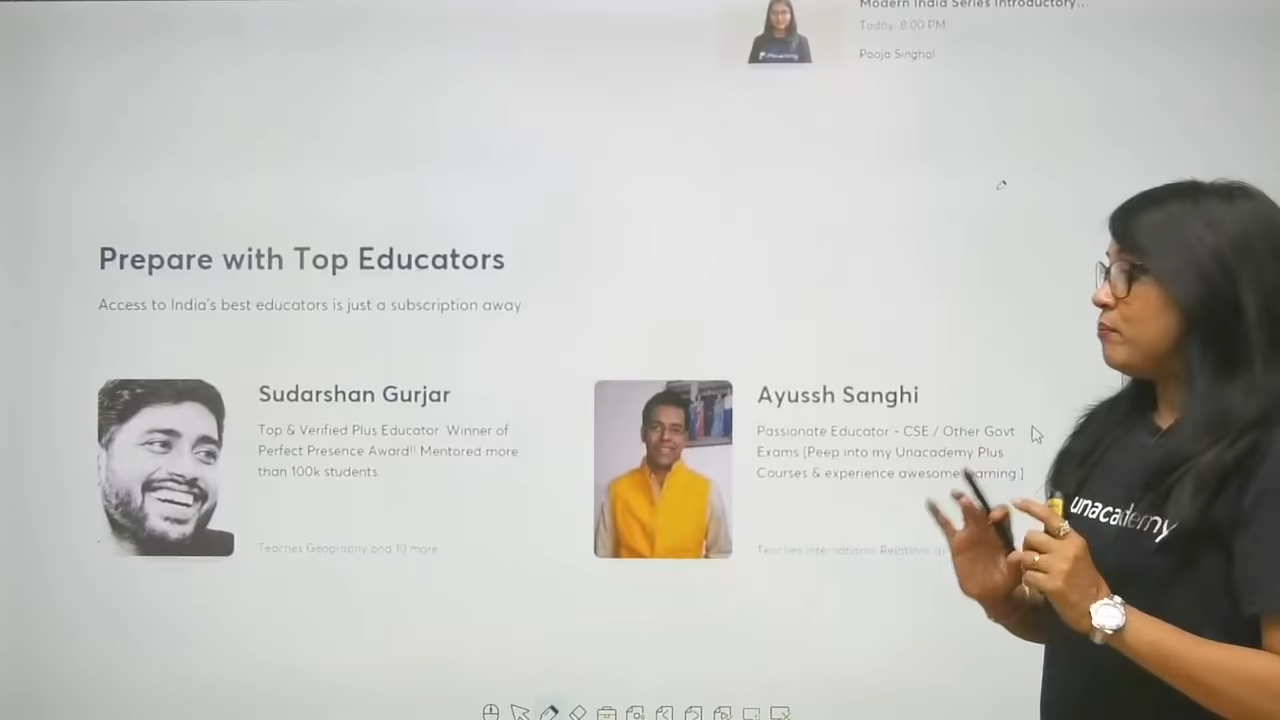 Modern India Series Introductory...
Today, 8:00 PM
Pooja Singhal
Prepare with Top Educators
Access to India's best educators is just a subscription away
Sudarshan Gurjar
Top & Verified Plus Educator Winner of
Perfect Presence Award!! Mentored more
than 100k students
Teaches Geography and 10 more
Ayussh Sanghi
Passionate Educator - CSE / Other Govt
Exams [Peep into my Unacademy Plus
Courses & experience awesome learning ]
Teaches International Relations
unacademy